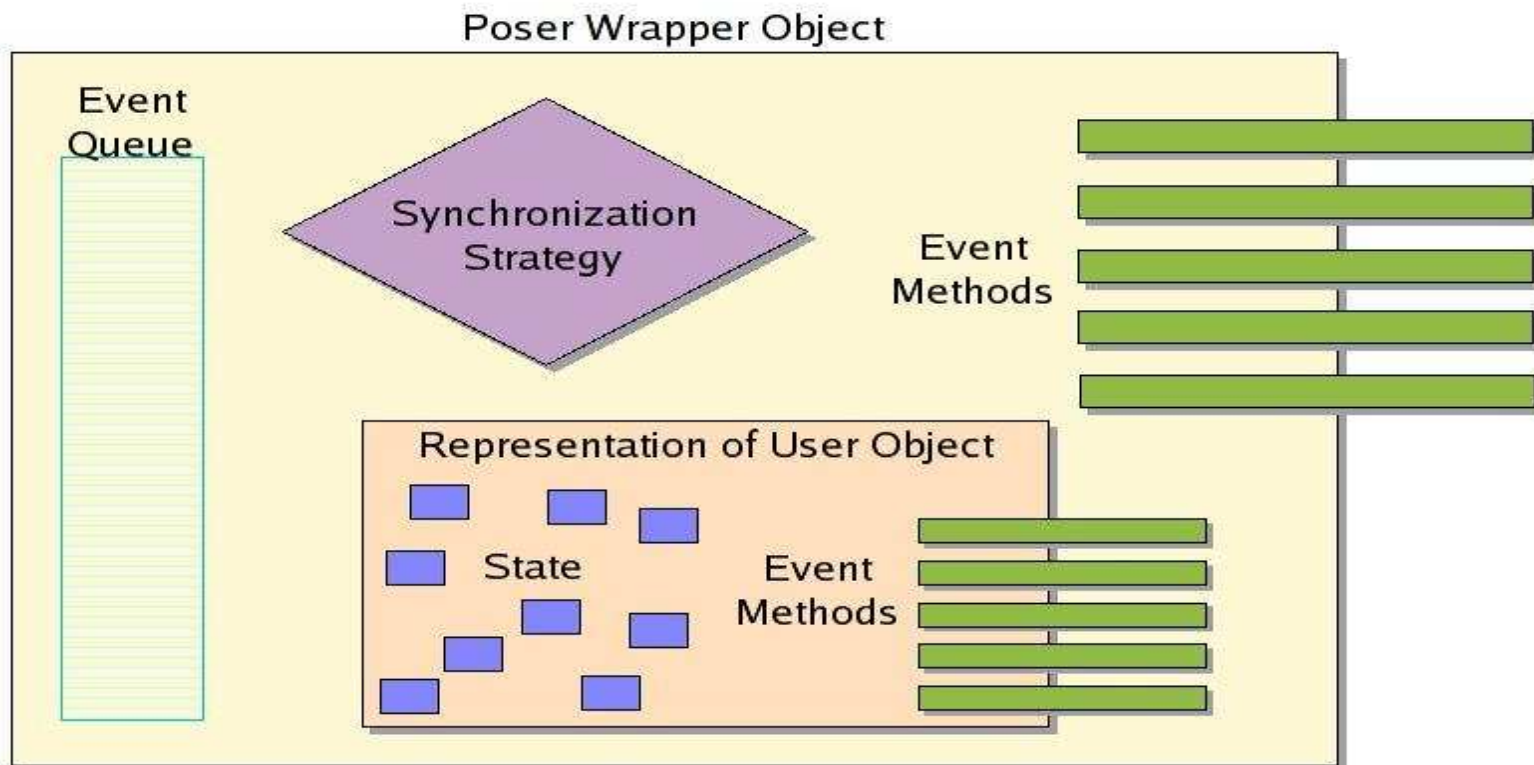 Poser Wrapper Object
Event
Queue
Synchronization
Strategy
Event
Methods
Representation of User Object
State
Event
Methods